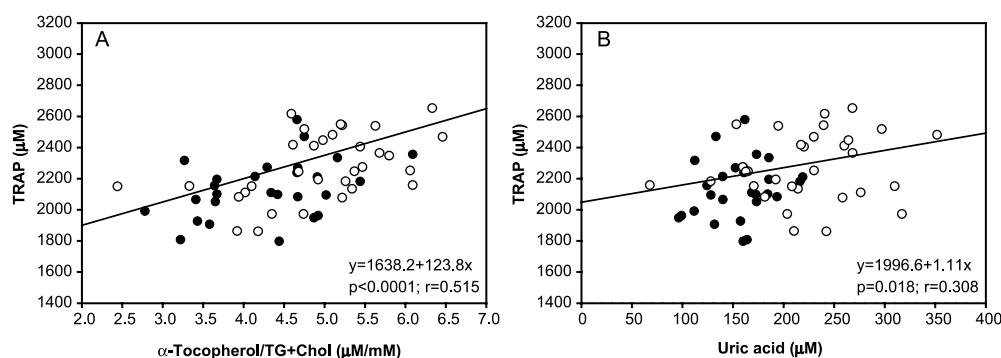 A
TRAP (µM)
3200
3000
2800
2600
2400
2200
2000
1800
1600
1400
2.0 2.5 3.0 3.5 4.0 4.5 5.0 5.5 6.0 6.5 7.0
α-Tocopherol/TG+Chol (µM/mM)
y=1638.2+123.8x
p<0.0001; r=0.515
B
TRAP (µM)
3200
3000
2800
2600
2400
2200
2000
1800
1600
1400
0 50 100 150 200 250 300 350 400
Uric acid (µM)
y=1996.6+1.11x
p=0.018; r=0.308